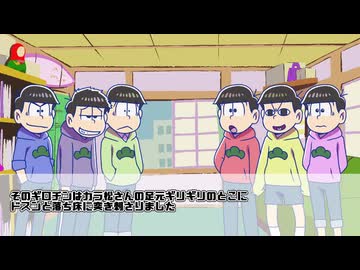 そのギロチンはカラ松さんの足元ギリギリのとこに
ドスンと落ち床に突き刺さりました